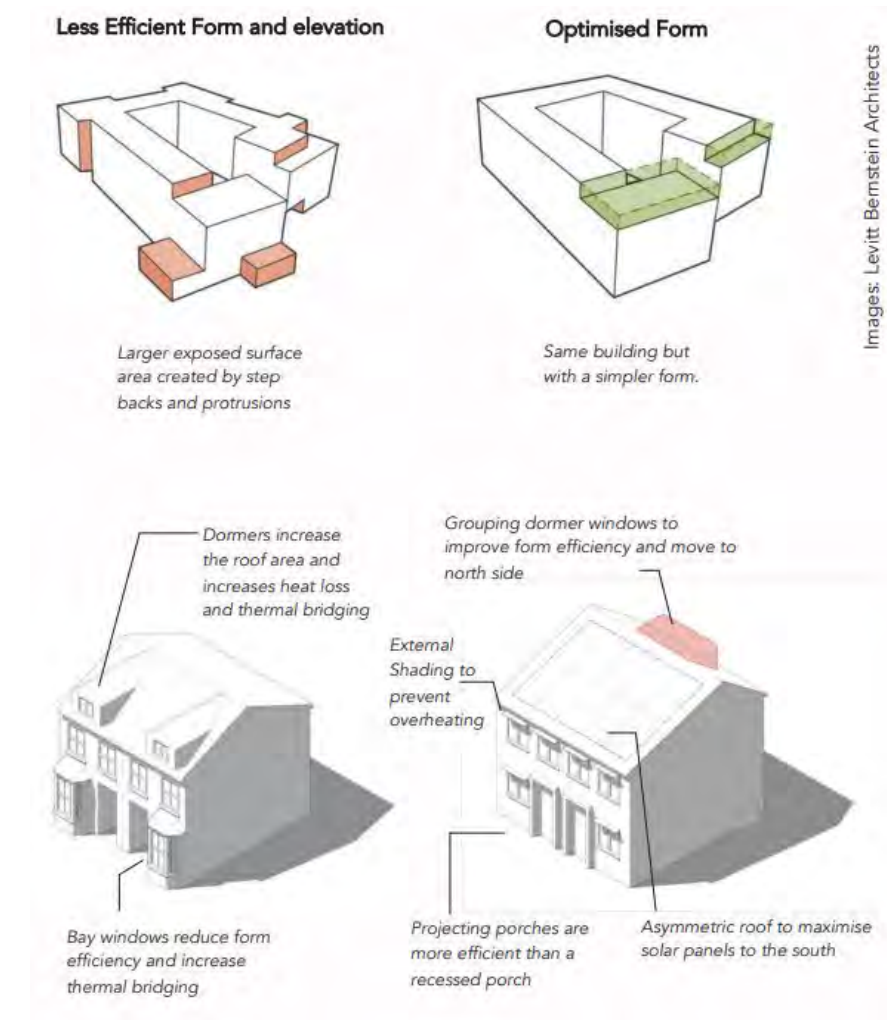 Less Efficient Form and elevation
Optimised Form
Images: Levitt Bernstein Architects
Larger exposed surface
area created by step
backs and protrusions
Same building but
with a simpler form.
Dormers increase
the roof area and
increases heat loss
and thermal bridging
Grouping dormer windows to
improve form efficiency and move to
north side
External
Shading to
prevent
overheating
Bay windows reduce form
efficiency and increase
thermal bridging
Projecting porches are
more efficient than a
recessed porch
Asymmetric roof to maximise
solar panels to the south